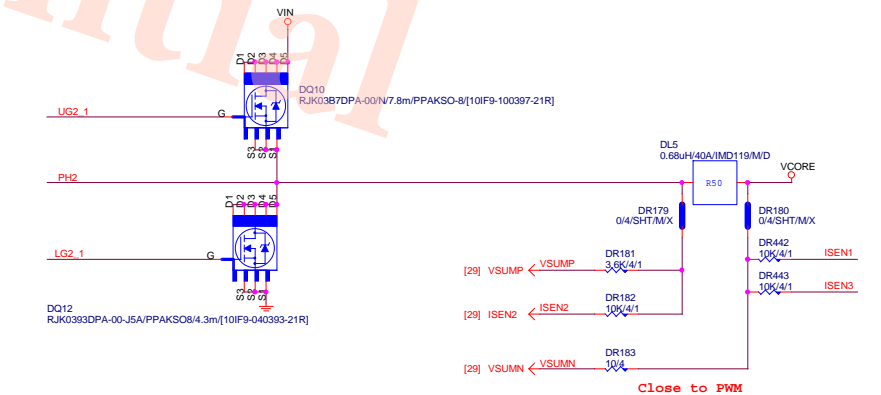 ntial
VIN
D1 D2 D3 D4 D5
DQ10
RJK03B7DPA-00/N/7.8m/PPAKSO-8/[10IF9-100397-21R]
UG2_1
G
S3 S2 S1
DL5
0.68uH/40A/IMD119/M/D
VCORE
PH2
R50
D1 D2 D3 D4 D5
DR179
0/4/SHT/M/X
DR180
0/4/SHT/M/X
LG2_1
G
DR442
10K/4/1
ISEN1
DR181
3.6K/4/1
[29] VSUMP
VSUMP
DR443
10K/4/1
ISEN3
S3 S2 S1
DQ12
RJK0393DPA-00-J5A/PPAKSO8/4.3m/[10IF9-040393-21R]
DR182
10K/4/1
[29] ISEN2
ISEN2
DR183
10/4
[29] VSUMN
VSUMN
Close to PWM